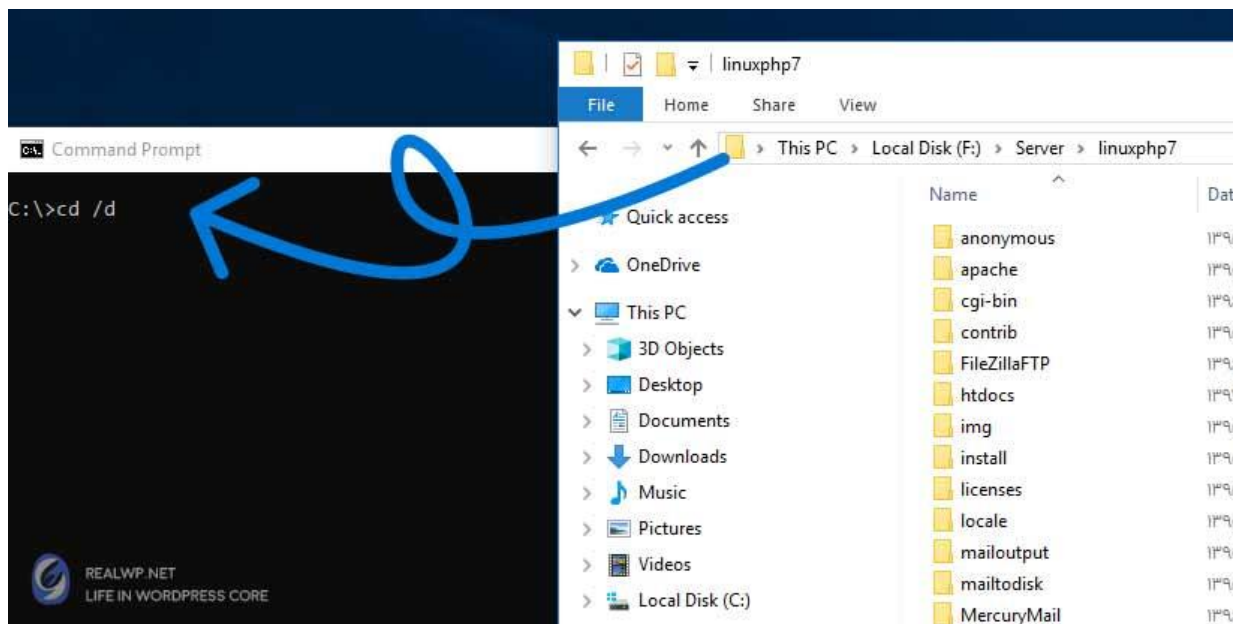 linuxphp7
File Home Share View
This PC > Local Disk (F:) > Server > linuxphp7
Command Prompt
C:\>cd /d
Name
Quick access
OneDrive
This PC
3D Objects
Desktop
Documents
Downloads
Music
Pictures
Videos
Local Disk (C:)
anonymous
apache
cgi-bin
contrib
FileZillaFTP
htdocs
img
install
licenses
locale
mailoutput
mailtodisk
MercuryMail
REALWP.NET
LIFE IN WORDPRESS CORE